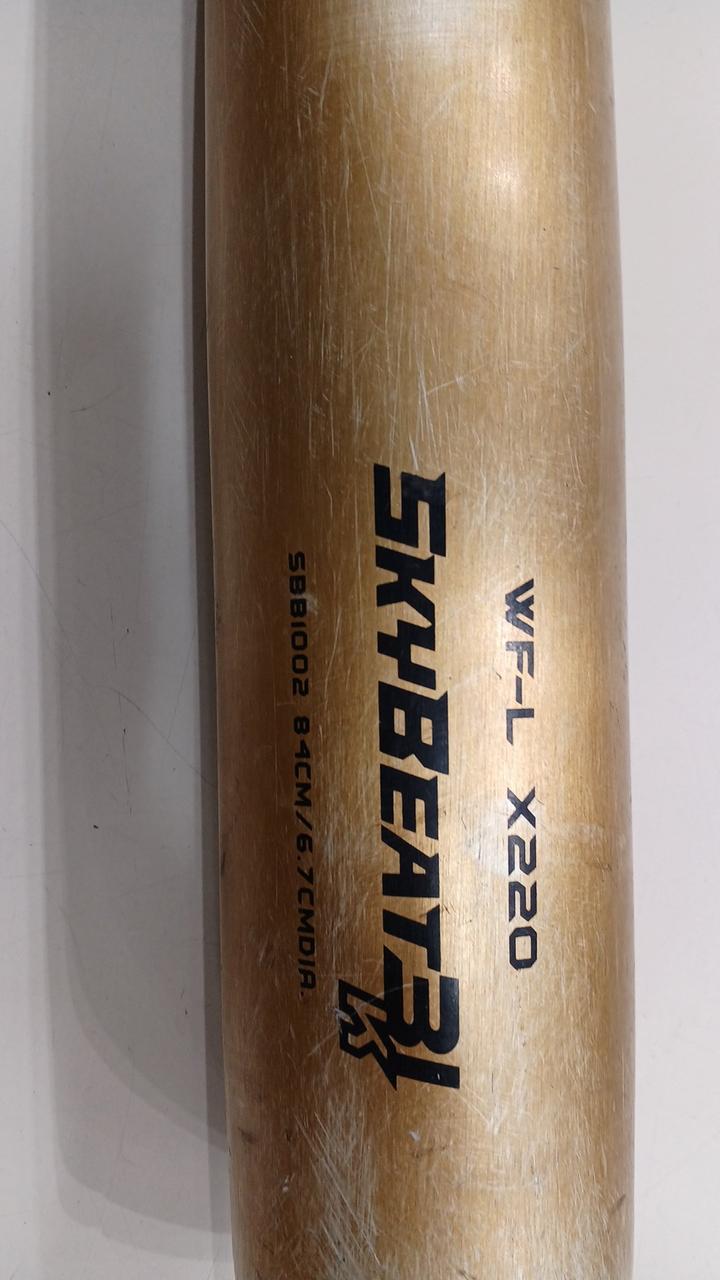 WF-L X220
SKYBEAT31 K
SBB1002 84CM/6.7CMDIA.